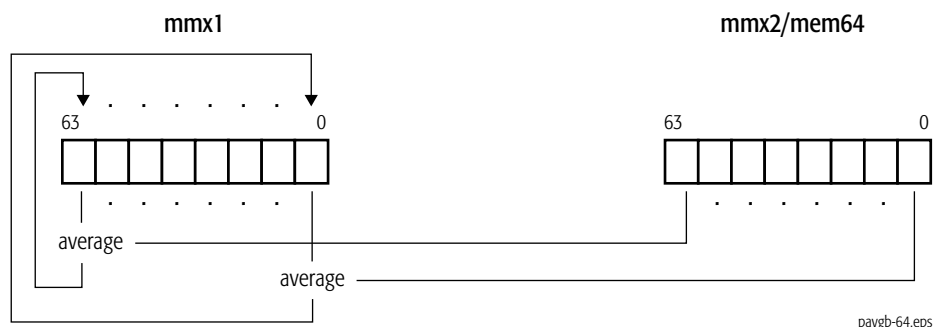 mmx1 mmx2/mem64
. . . . . .
63 0 63 0
. . . . . . . . . . . .
average
average
pavgb-64.eps